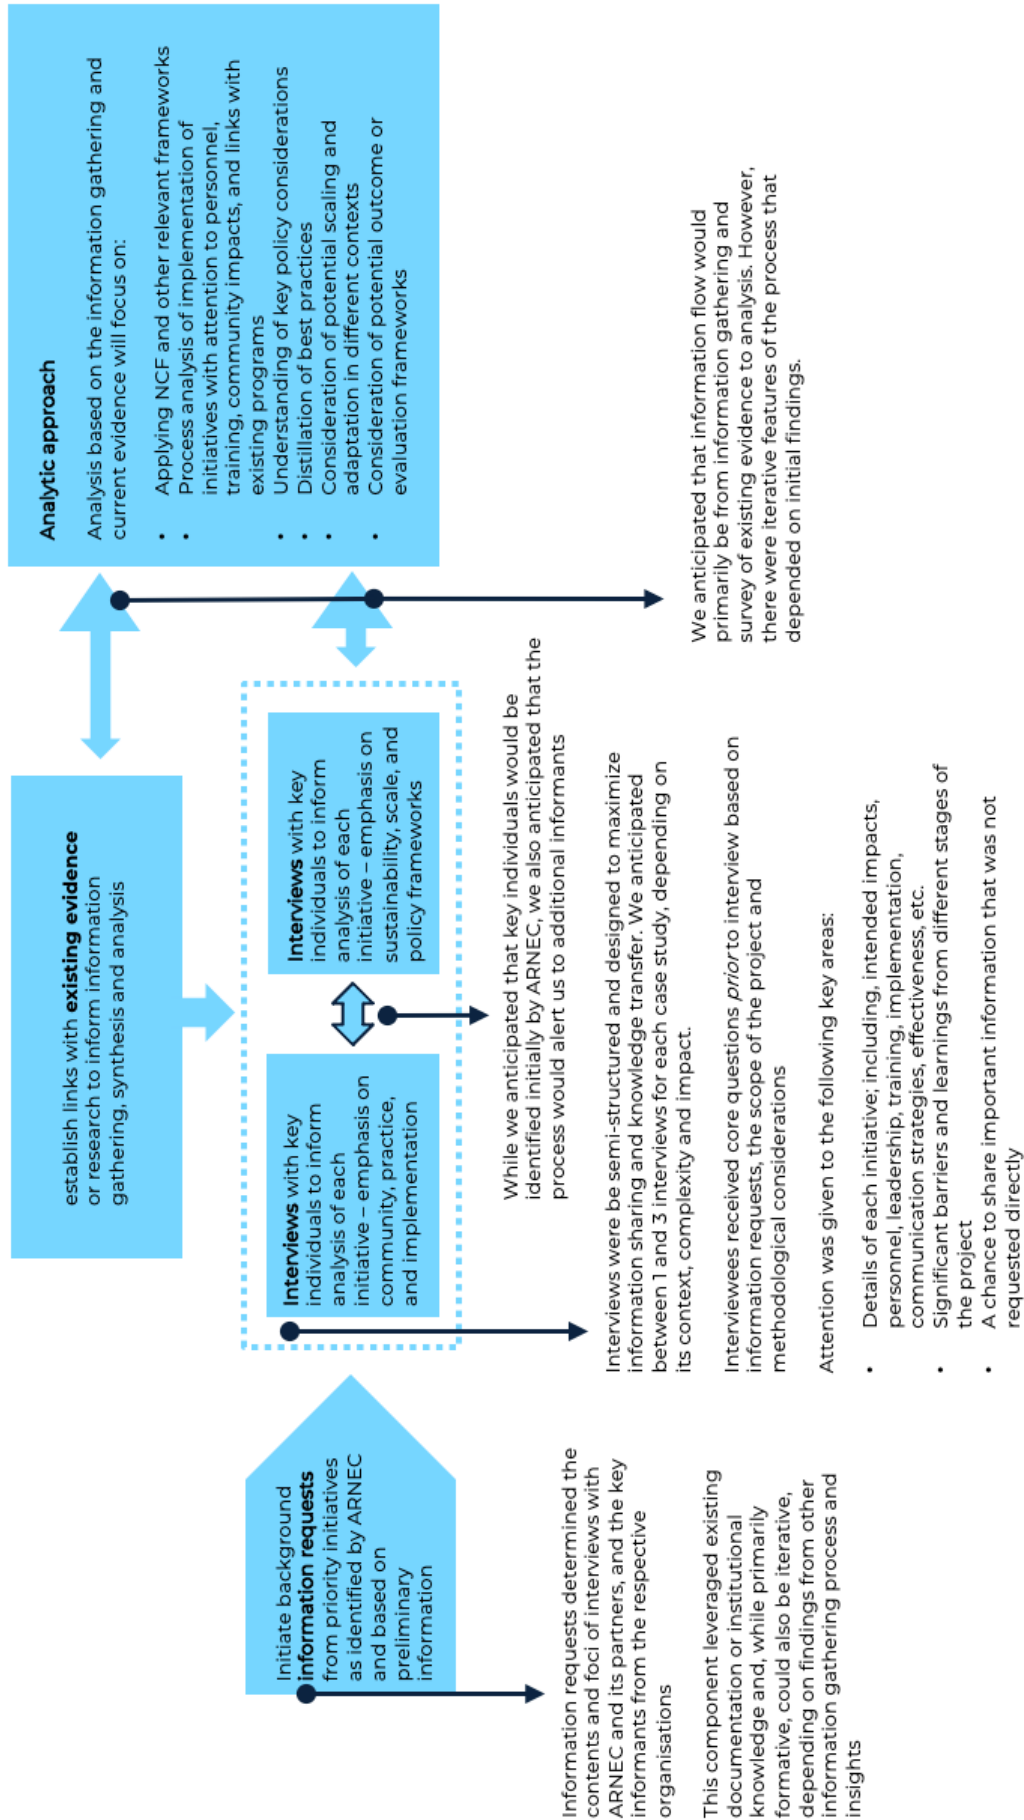 Initiate background
information requests
from priority initiatives
as identified by ARNEC
and based on
preliminary
information
establish links with existing evidence
or research to inform information
gathering, synthesis and analysis
Interviews with key
individuals to inform
analysis of each
initiative – emphasis on
community, practice,
and implementation
Interviews with key
individuals to inform
analysis of each
initiative – emphasis on
sustainability, scale, and
policy frameworks
Analytic approach
Analysis based on the information gathering and
current evidence will focus on:
• Applying NCF and other relevant frameworks
• Process analysis of implementation of
initiatives with attention to personnel,
training, community impacts, and links with
existing programs
• Understanding of key policy considerations
• Distillation of best practices
• Consideration of potential scaling and
adaptation in different contexts
• Consideration of potential outcome or
evaluation frameworks
Information requests determined the
contents and foci of interviews with
ARNEC and its partners, and the key
informants from the respective
organisations
This component leveraged existing
documentation or institutional
knowledge and, while primarily
formative, could also be iterative,
depending on findings from other
information gathering process and
insights
Interviews were be semi-structured and designed to maximize
information sharing and knowledge transfer. We anticipated
between 1 and 3 interviews for each case study, depending on
its context, complexity and impact.
Interviewees received core questions prior to interview based on
information requests, the scope of the project and
methodological considerations
Attention was given to the following key areas:
• Details of each initiative; including, intended impacts,
personnel, leadership, training, implementation,
communication strategies, effectiveness, etc.
• Significant barriers and learnings from different stages of
the project
• A chance to share important information that was not
requested directly
While we anticipated that key individuals would be
identified initially by ARNEC, we also anticipated that the
process would alert us to additional informants
We anticipated that information flow would
primarily be from information gathering and
survey of existing evidence to analysis. However,
there were iterative features of the process that
depended on initial findings.